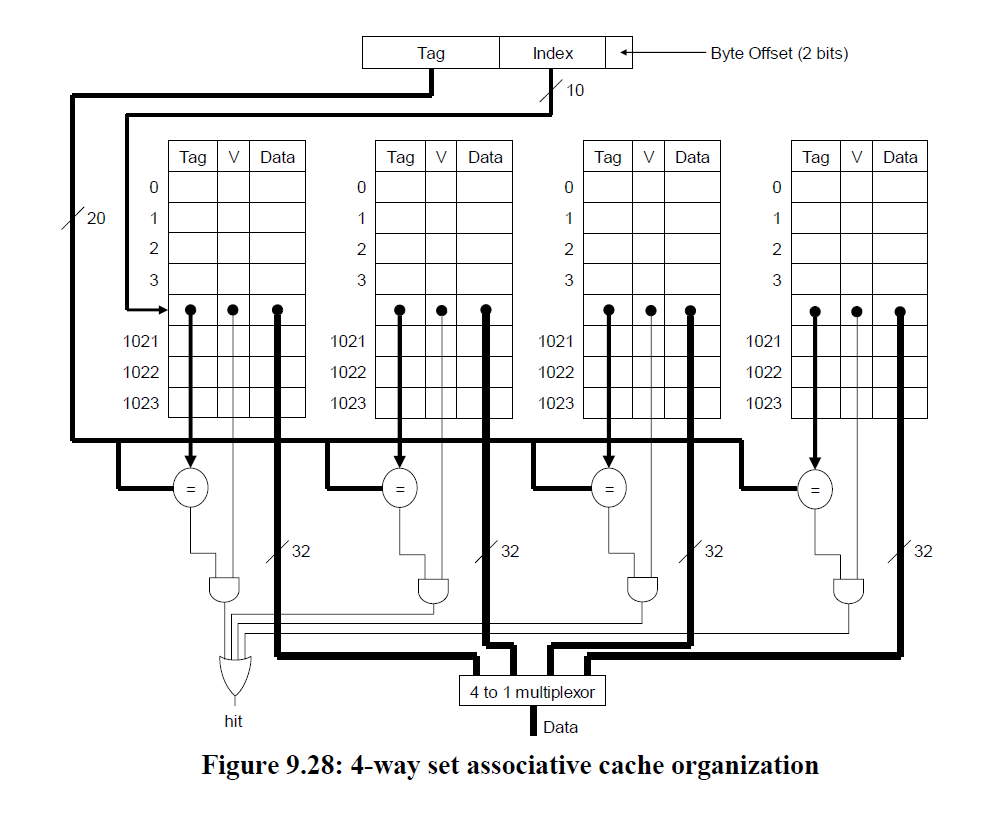 Tag Index Byte Offset (2 bits)
10
Tag V Data Tag V Data Tag V Data Tag V Data
0 0 0 0
20 1 1 1 1
2 2 2 2
3 3 3 3
1021 1021 1021 1021
1022 1022 1022 1022
1023 1023 1023 1023
= = = =
32 32 32 32
4 to 1 multiplexor
hit Data
Figure 9.28: 4-way set associative cache organization